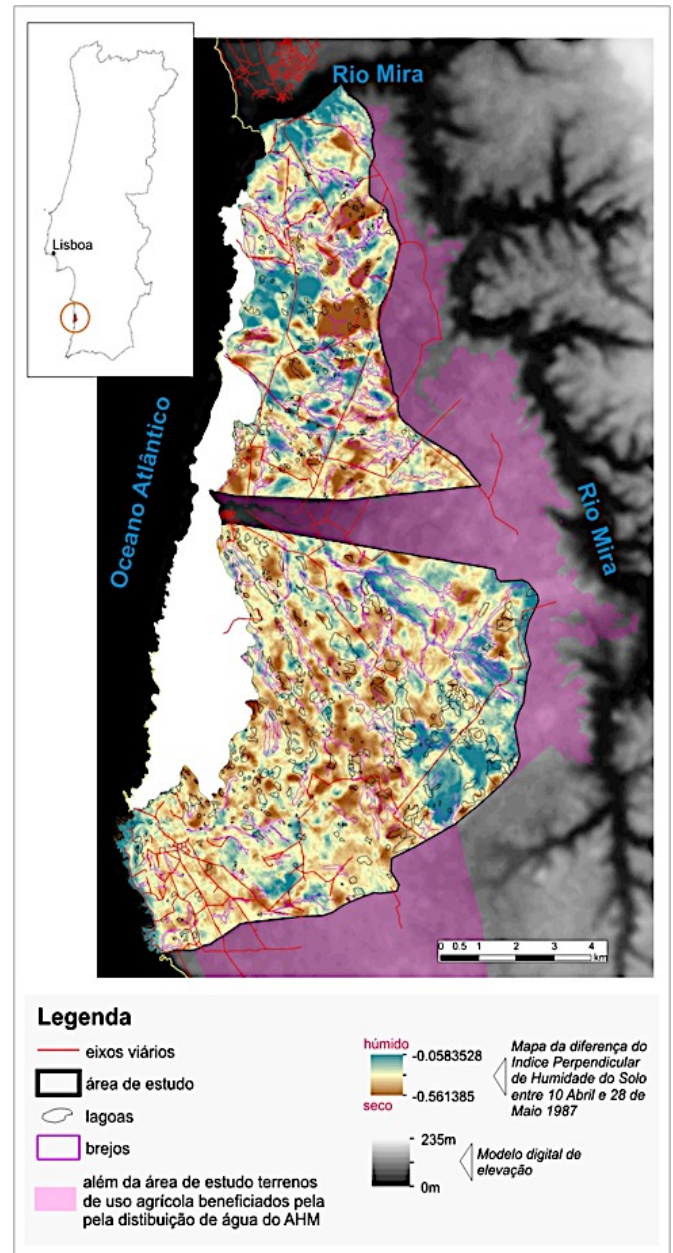 Rio Mira
Lisboa
Oceano Atlântico
Rio Mira
0 0.5 1 2 3 4
km
Legenda
eixos viários
área de estudo
lagoas
brejos
além da área de estudo terrenos
de uso agrícola beneficiados pela
pela distibuição de água do AHM
húmido
-0.0583528
-0.561385
seco
Mapa da diferença do
Indice Perpendicular
de Humidade do Solo
entre 10 Abril e 28 de
Maio 1987
235m
0m
Modelo digital de
elevação